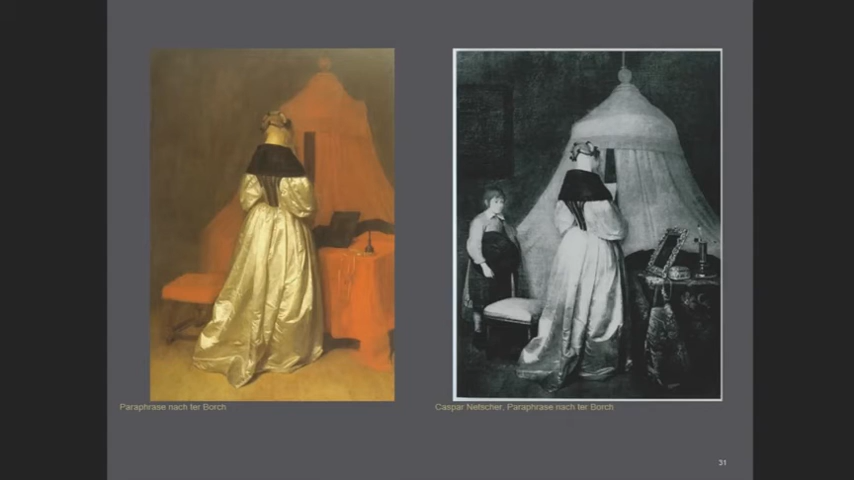 Paraphrase nach ter Borch
Caspar Netscher, Paraphrase nach ter Borch
31